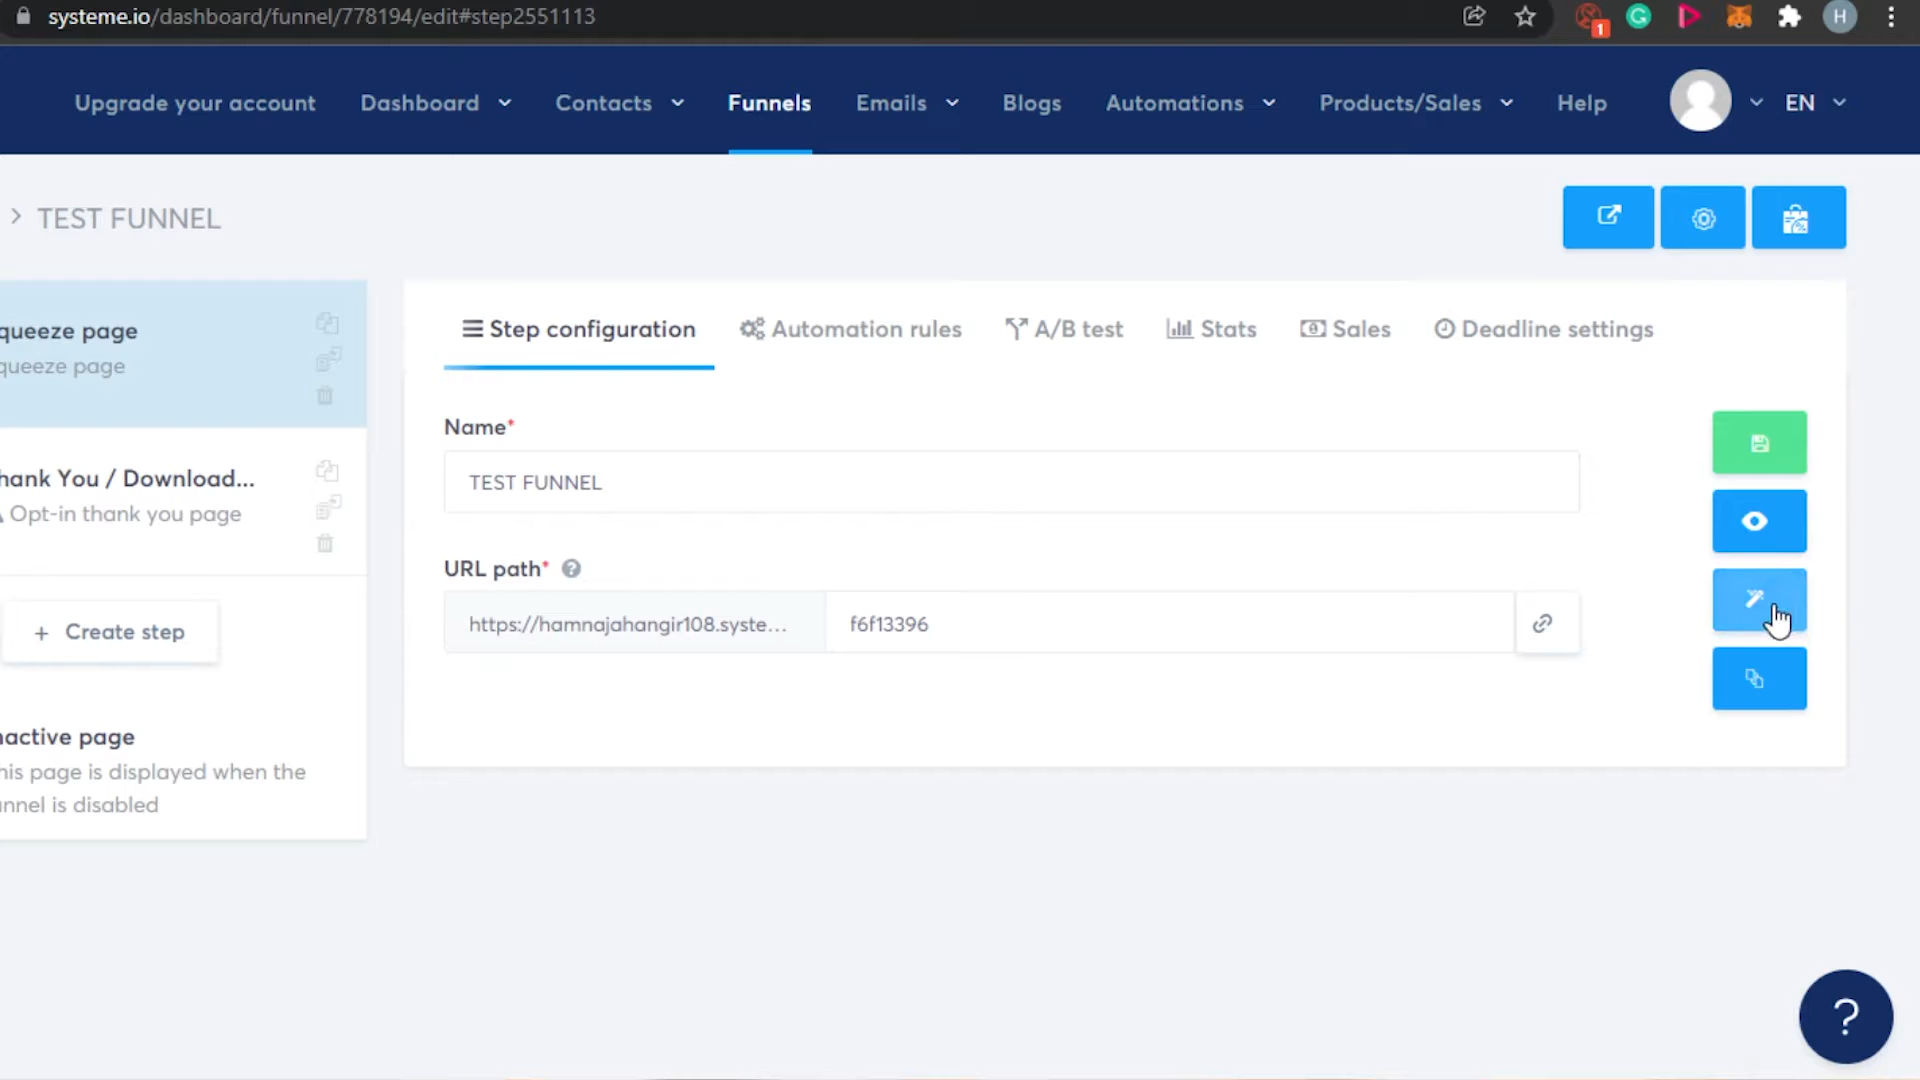 systeme.io/dashboard/funnel/778194/edit#step2551113
1
H
Upgrade your account Dashboard Contacts Funnels Emails Blogs Automations Products/Sales Help EN
> TEST FUNNEL
queeze page
queeze page
hank You / Download...
Opt-in thank you page
+ Create step
nactive page
his page is displayed when the
nnel is disabled
Step configuration Automation rules A/B test Stats Sales Deadline settings
Name*
TEST FUNNEL
URL path* ?
https://hamnajahangir108.syste... f6f13396
?